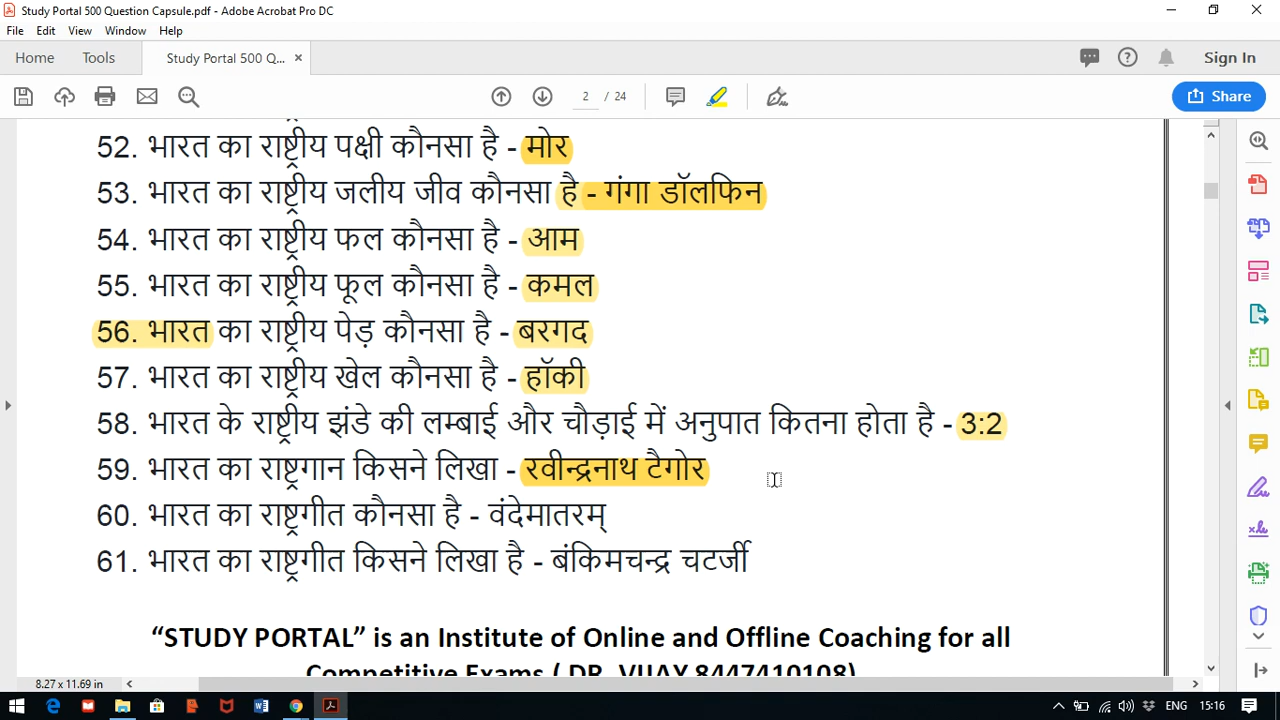 Study Portal 500 Question Capsule.pdf - Adobe Acrobat Pro DC
File Edit View Window Help
Home Tools Study Portal 500 Q... × Sign In
2 / 24 Share
52. भारत का राष्ट्रीय पक्षी कौनसा है - मोर
53. भारत का राष्ट्रीय जलीय जीव कौनसा है - गंगा डॉलफिन
54. भारत का राष्ट्रीय फल कौनसा है - आम
55. भारत का राष्ट्रीय फूल कौनसा है - कमल
56. भारत का राष्ट्रीय पेड़ कौनसा है - बरगद
57. भारत का राष्ट्रीय खेल कौनसा है - हॉकी
58. भारत के राष्ट्रीय झंडे की लम्बाई और चौड़ाई में अनुपात कितना होता है - 3:2
59. भारत का राष्ट्रगान किसने लिखा - रवीन्द्रनाथ टैगोर
60. भारत का राष्ट्रगीत कौनसा है - वंदेमातरम्
61. भारत का राष्ट्रगीत किसने लिखा है - बंकिमचन्द्र चटर्जी
“STUDY PORTAL” is an Institute of Online and Offline Coaching for all
Competitive Exams ( DR. VIJAY 8447410108)
8.27 x 11.69 in
ENG 15:16